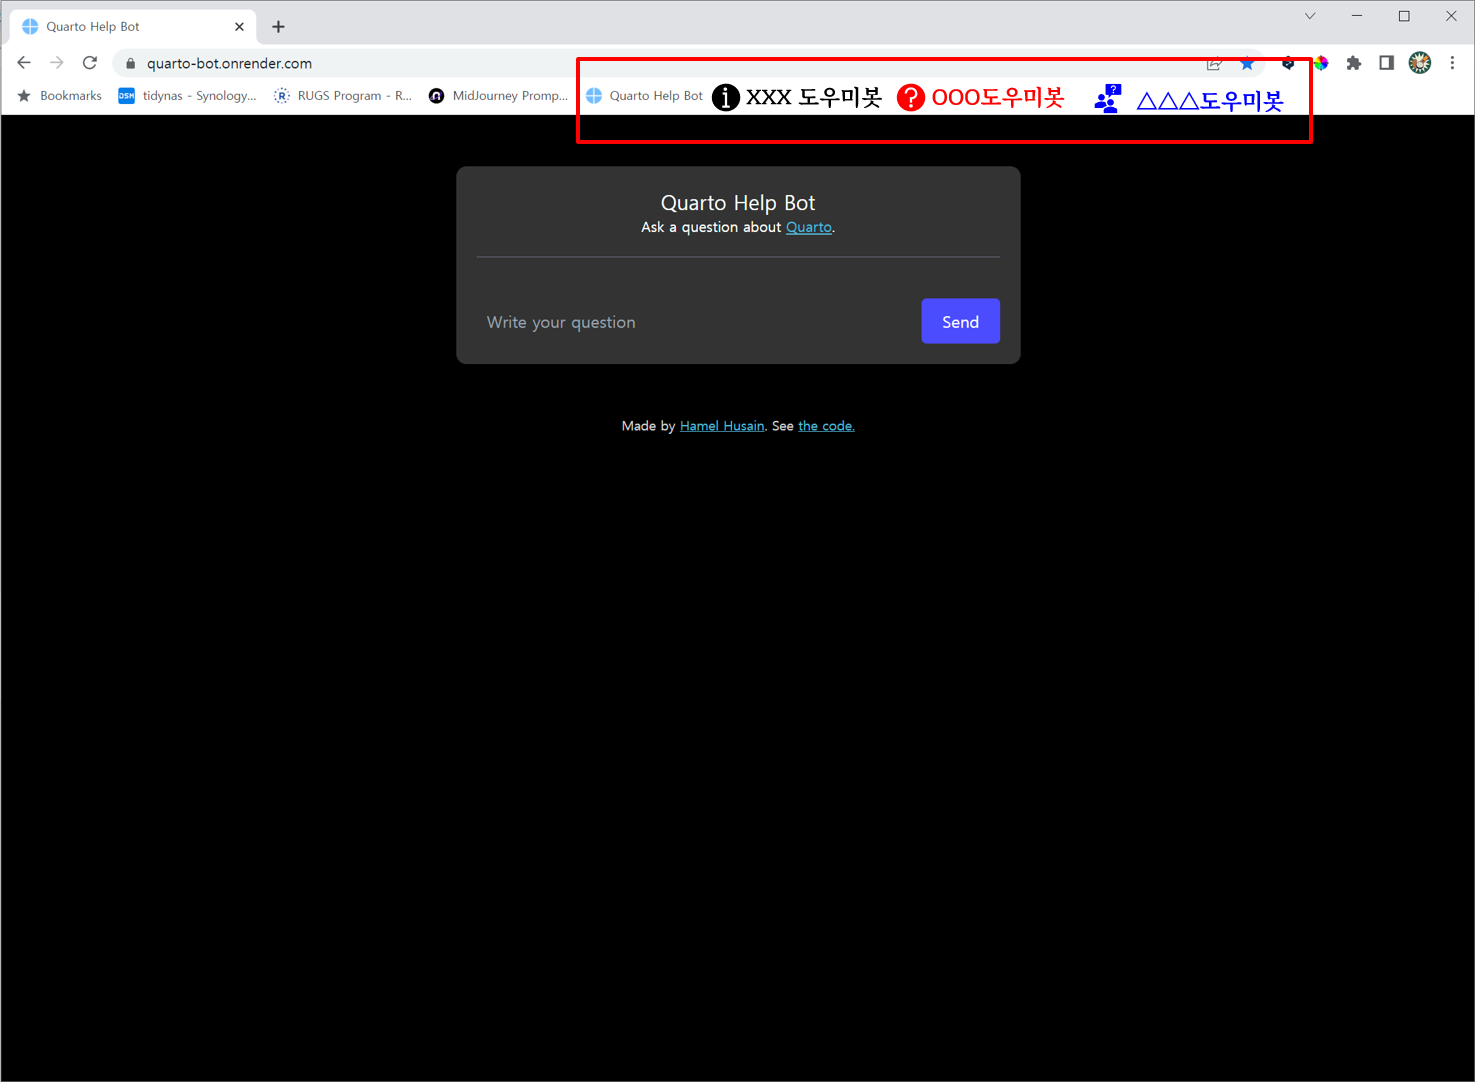 Quarto Help Bot
quarto-bot.onrender.com
Bookmarks DSM tidynas - Synology... R RUGS Program - R... MidJourney Promp... Quarto Help Bot i XXX 도우미봇 ? OOO도우미봇 ? △△△도우미봇
Quarto Help Bot
Ask a question about Quarto.
Write your question Send
Made by Hamel Husain. See the code.